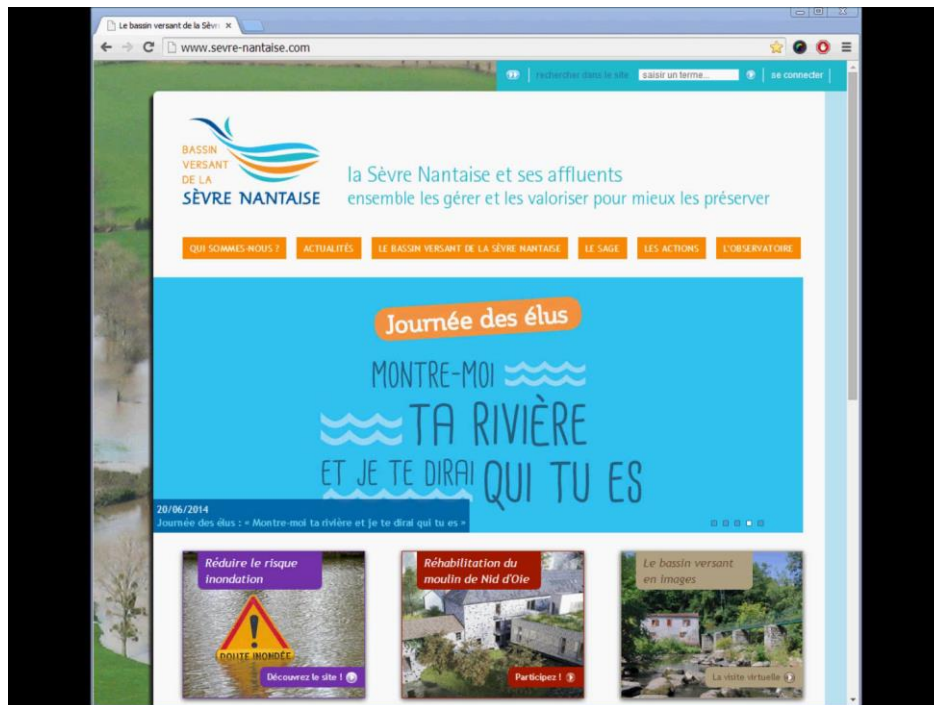 Le bassin versant de la Sèvr
www.sevre-nantaise.com
rechercher dans le site saisir un terme... se connecter
BASSIN
VERSANT
DE LA
SÈVRE NANTAISE
la Sèvre Nantaise et ses affluents
ensemble les gérer et les valoriser pour mieux les préserver
QUI SOMMES-NOUS ? ACTUALITÉS LE BASSIN VERSANT DE LA SÈVRE NANTAISE LE SAGE LES ACTIONS L'OBSERVATOIRE
Journée des élus
MONTRE-MOI
TA RIVIÈRE
ET JE TE DIRAI QUI TU ES
20/06/2014
Journée des élus : « Montre-moi ta rivière et je te dirai qui tu es »
Réduire le risque
inondation
ROUTE INONDÉE
Découvrez le site !
Réhabilitation du
moulin de Nid d'Oie
Participez !
Le bassin versant
en images
La visite virtuelle